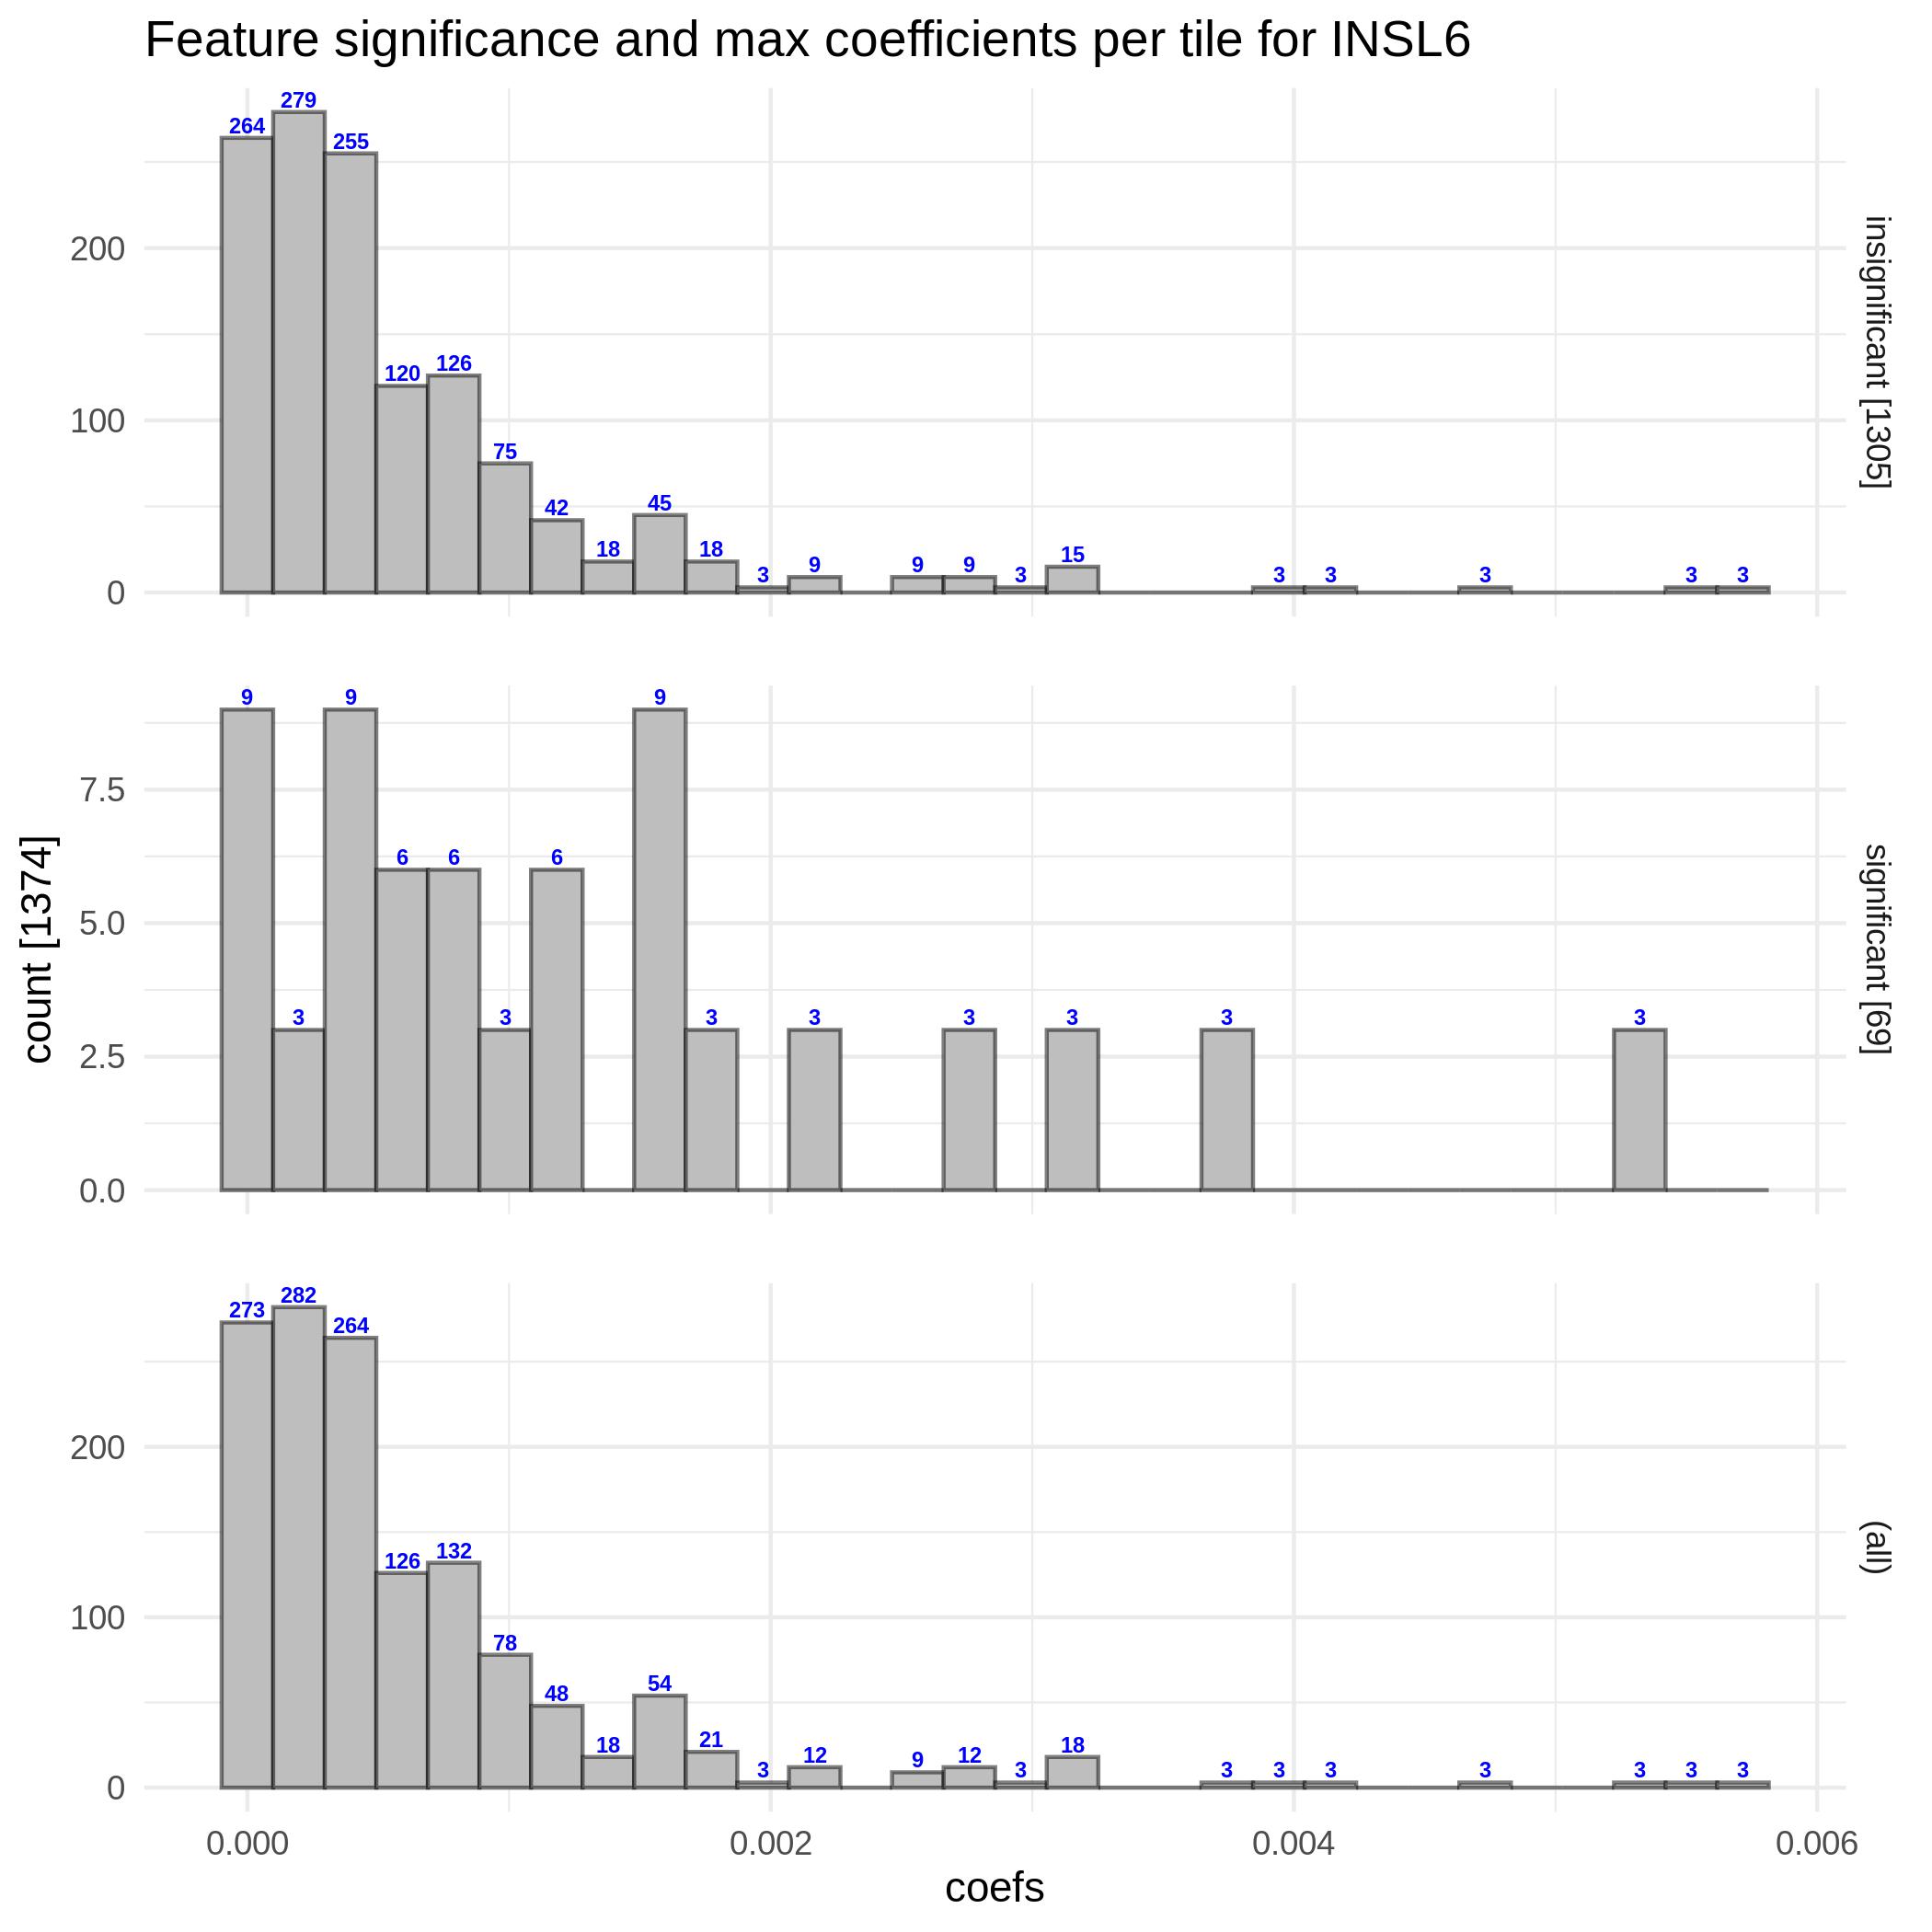 Feature significance and max coefficients per tile for INSL6
264 279 255 120 126 75 42 18 45 18 3 9 9 9 3 15 3 3 3 3 3
200
100
0
insignificant [1305]
9 3 9 6 6 3 6 9 3 3 3 3 3 3
7.5
5.0
2.5
0.0
significant [69]
count [1374]
273 282 264 126 132 78 48 18 54 21 3 12 9 12 3 18 3 3 3 3 3 3 3
200
100
0
(all)
0.000 0.002 0.004 0.006
coefs